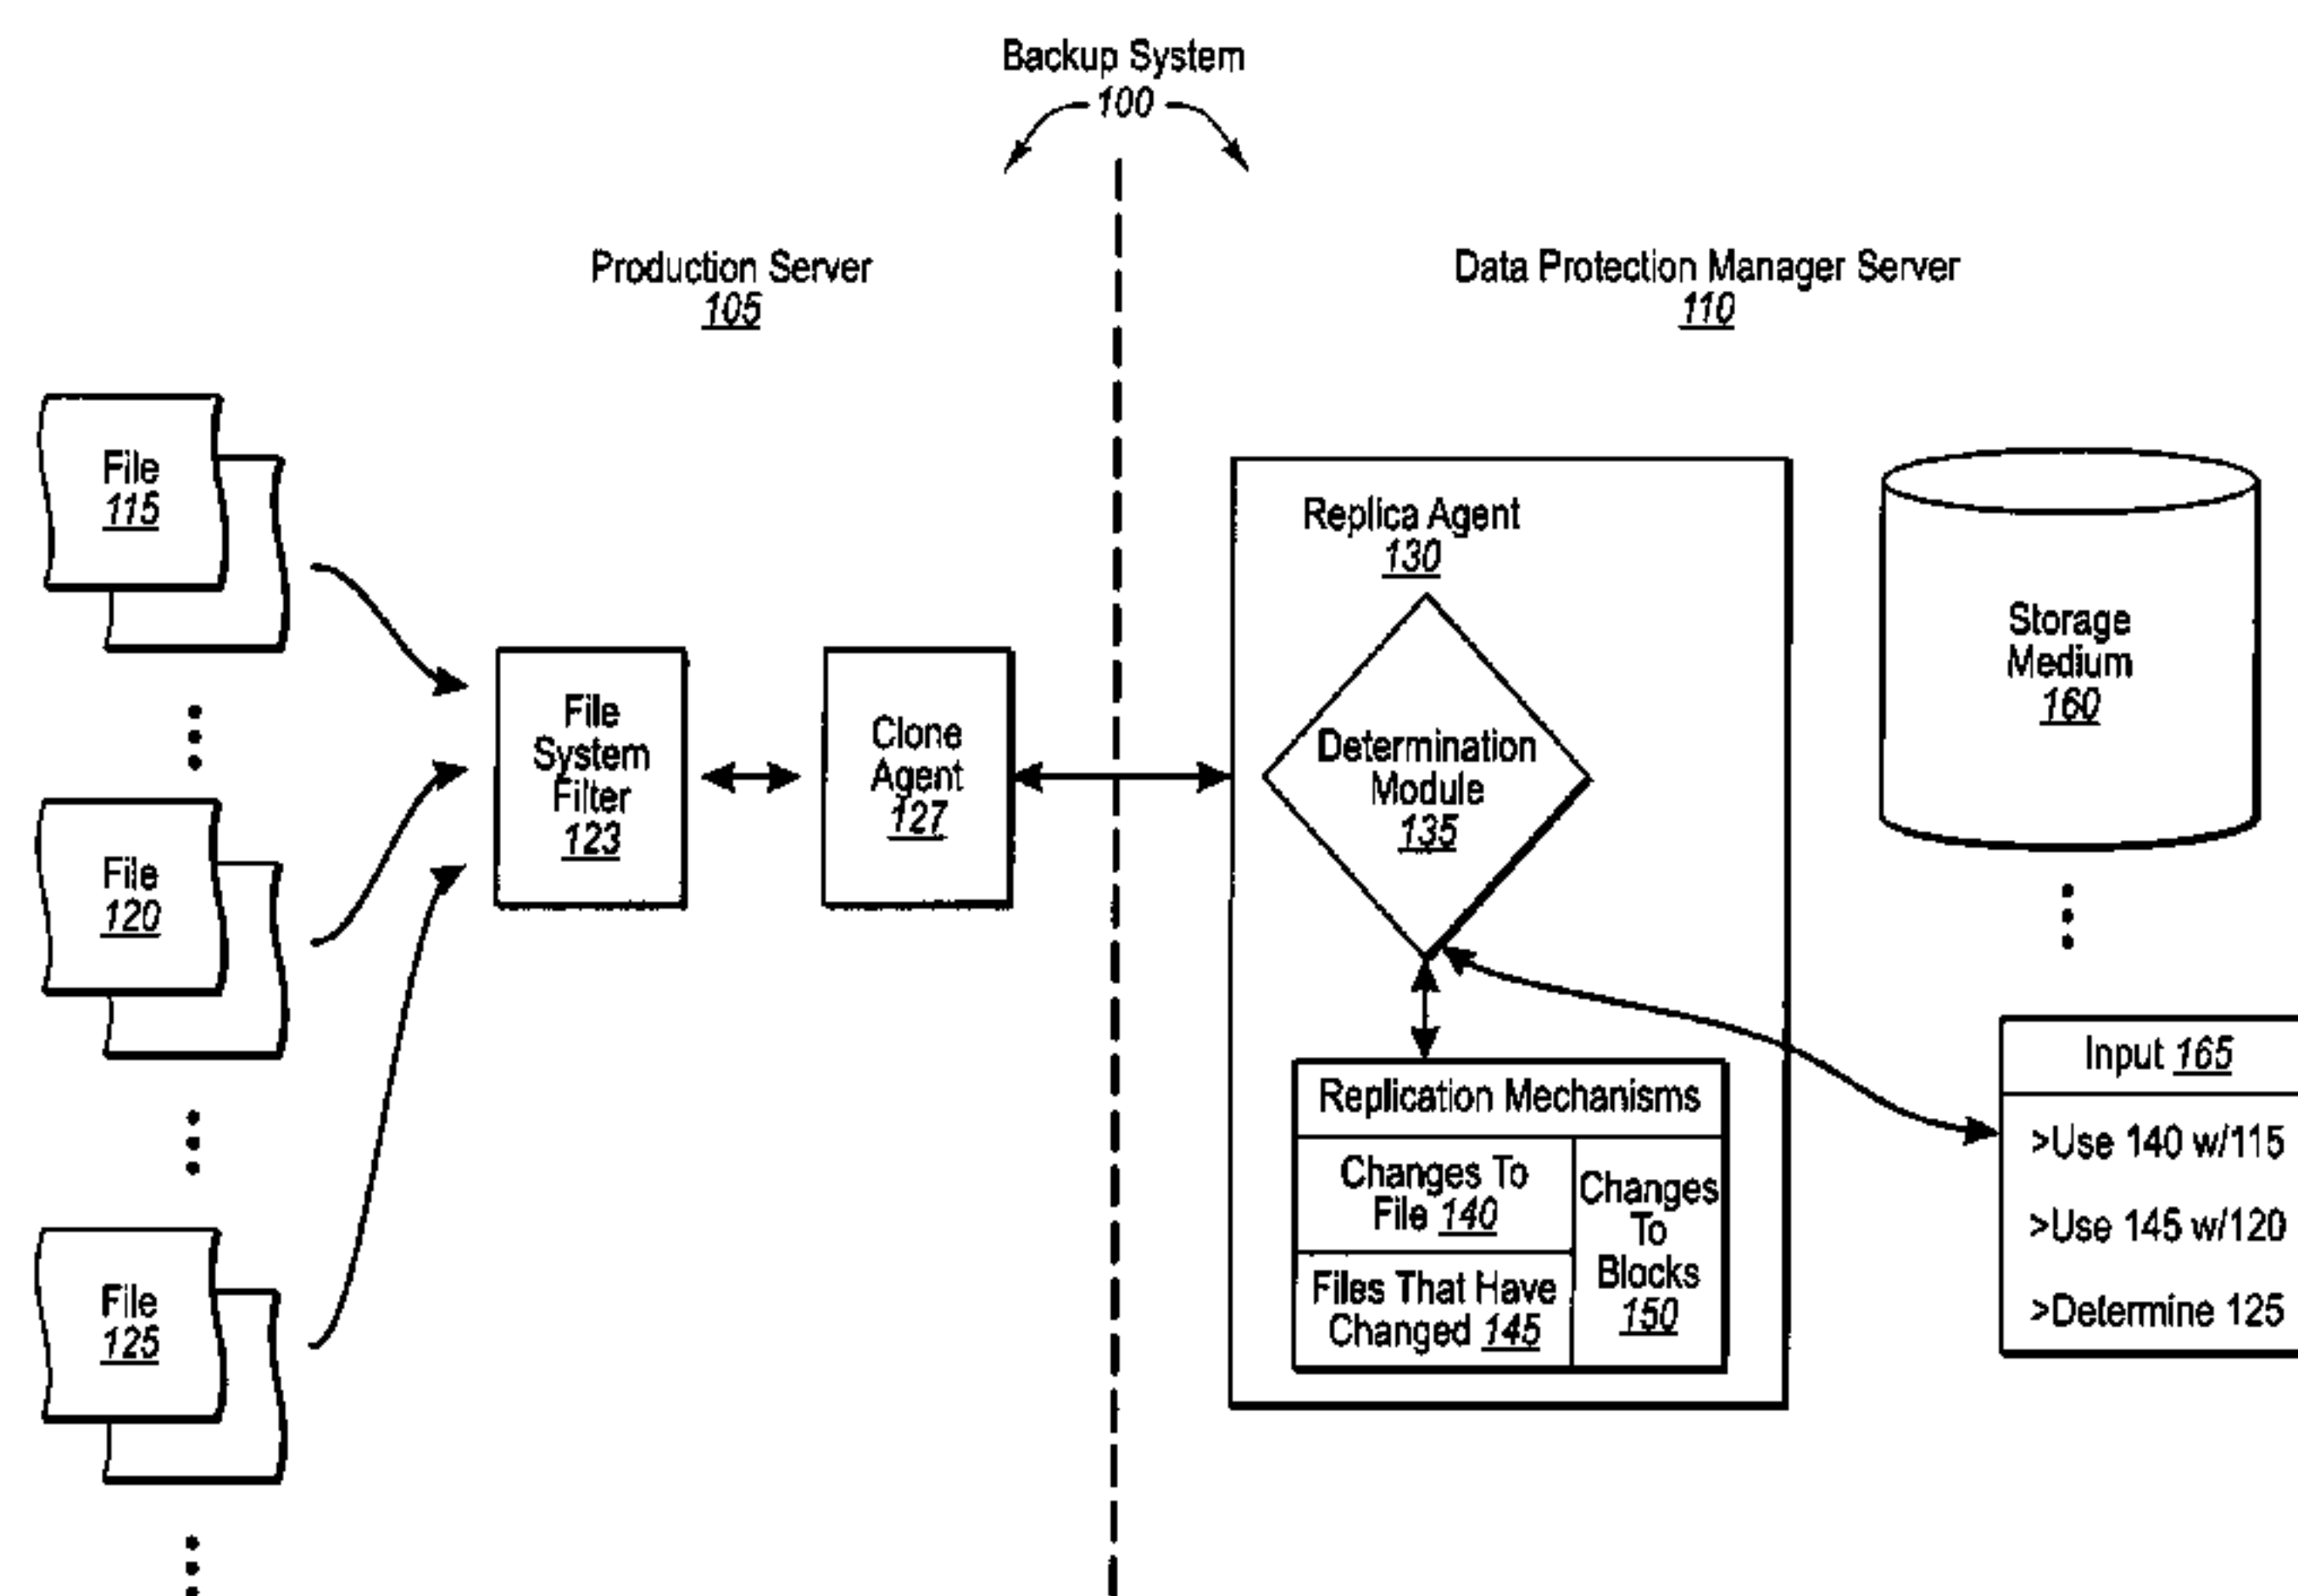 Backup System
100
Production Server
105
Data Protection Manager Server
110
File
115
File
120
File
125
File
System
Filter
123
Clone
Agent
127
Replica Agent
130
Determination
Module
135
Replication Mechanisms
Changes To
File 140
Files That Have
Changed 145
Changes
To
Blocks
150
Storage
Medium
160
Input 165
>Use 140 w/115
>Use 145 w/120
>Determine 125